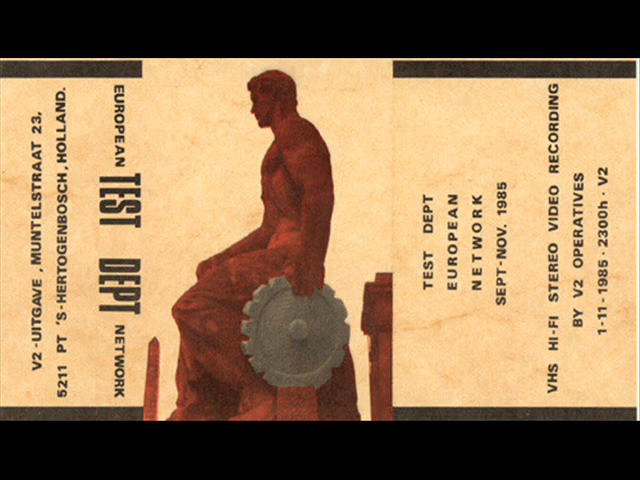 V2-UITGAVE, MUNTELSTRAAT 23,
5211 PT 'S-HERTOGENBOSCH, HOLLAND.
EUROPEAN TEST DEPT NETWORK
TEST DEPT
EUROPEAN
NETWORK
SEPT-NOV. 1985
VHS HI-FI STEREO VIDEO RECORDING
BY V2 OPERATIVES
1-11-1985 · 2300h · V2